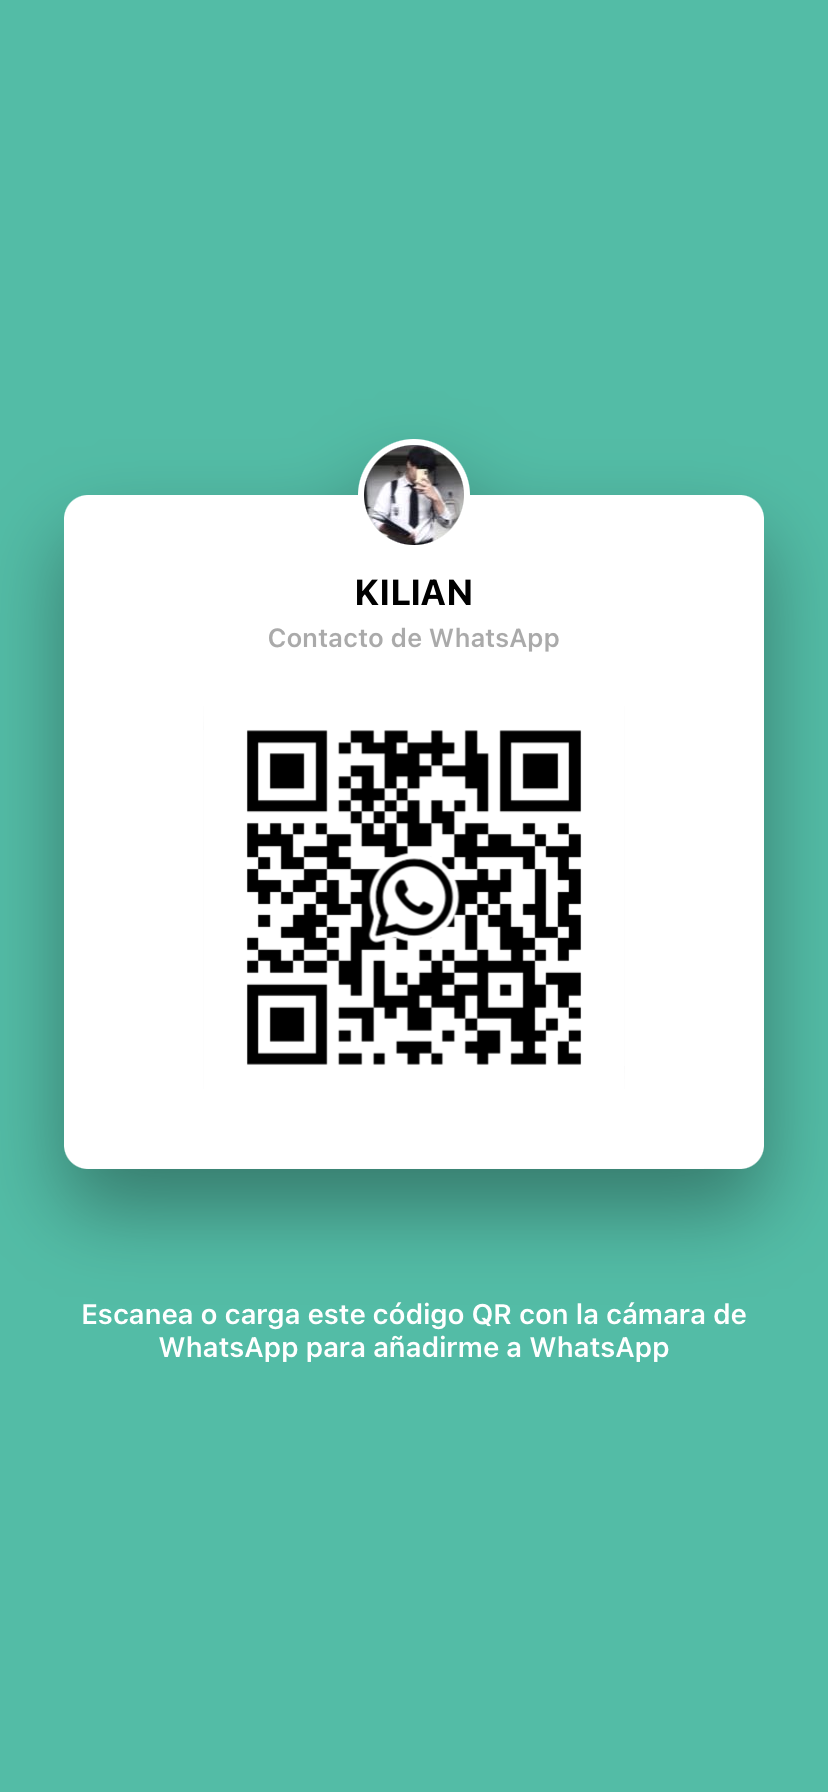 KILIAN
Contacto de WhatsApp
Escanea o carga este código QR con la cámara de
WhatsApp para añadirme a WhatsApp